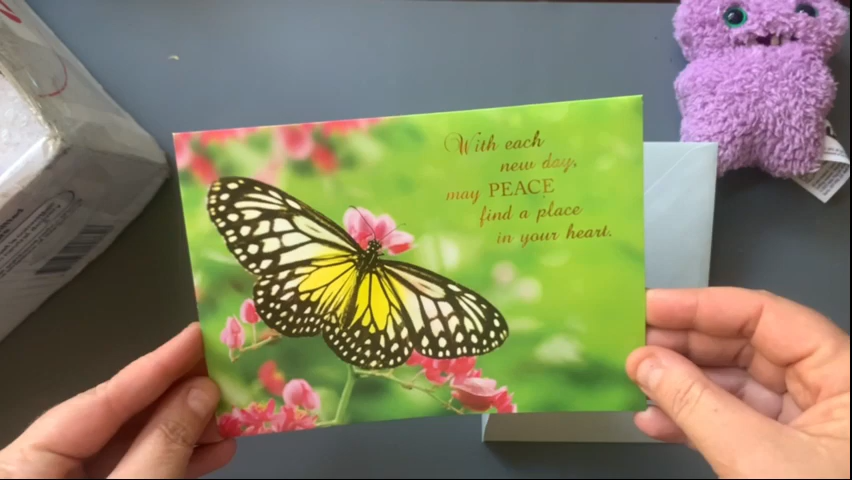 With each
new day,
may PEACE
find a place
in your heart.